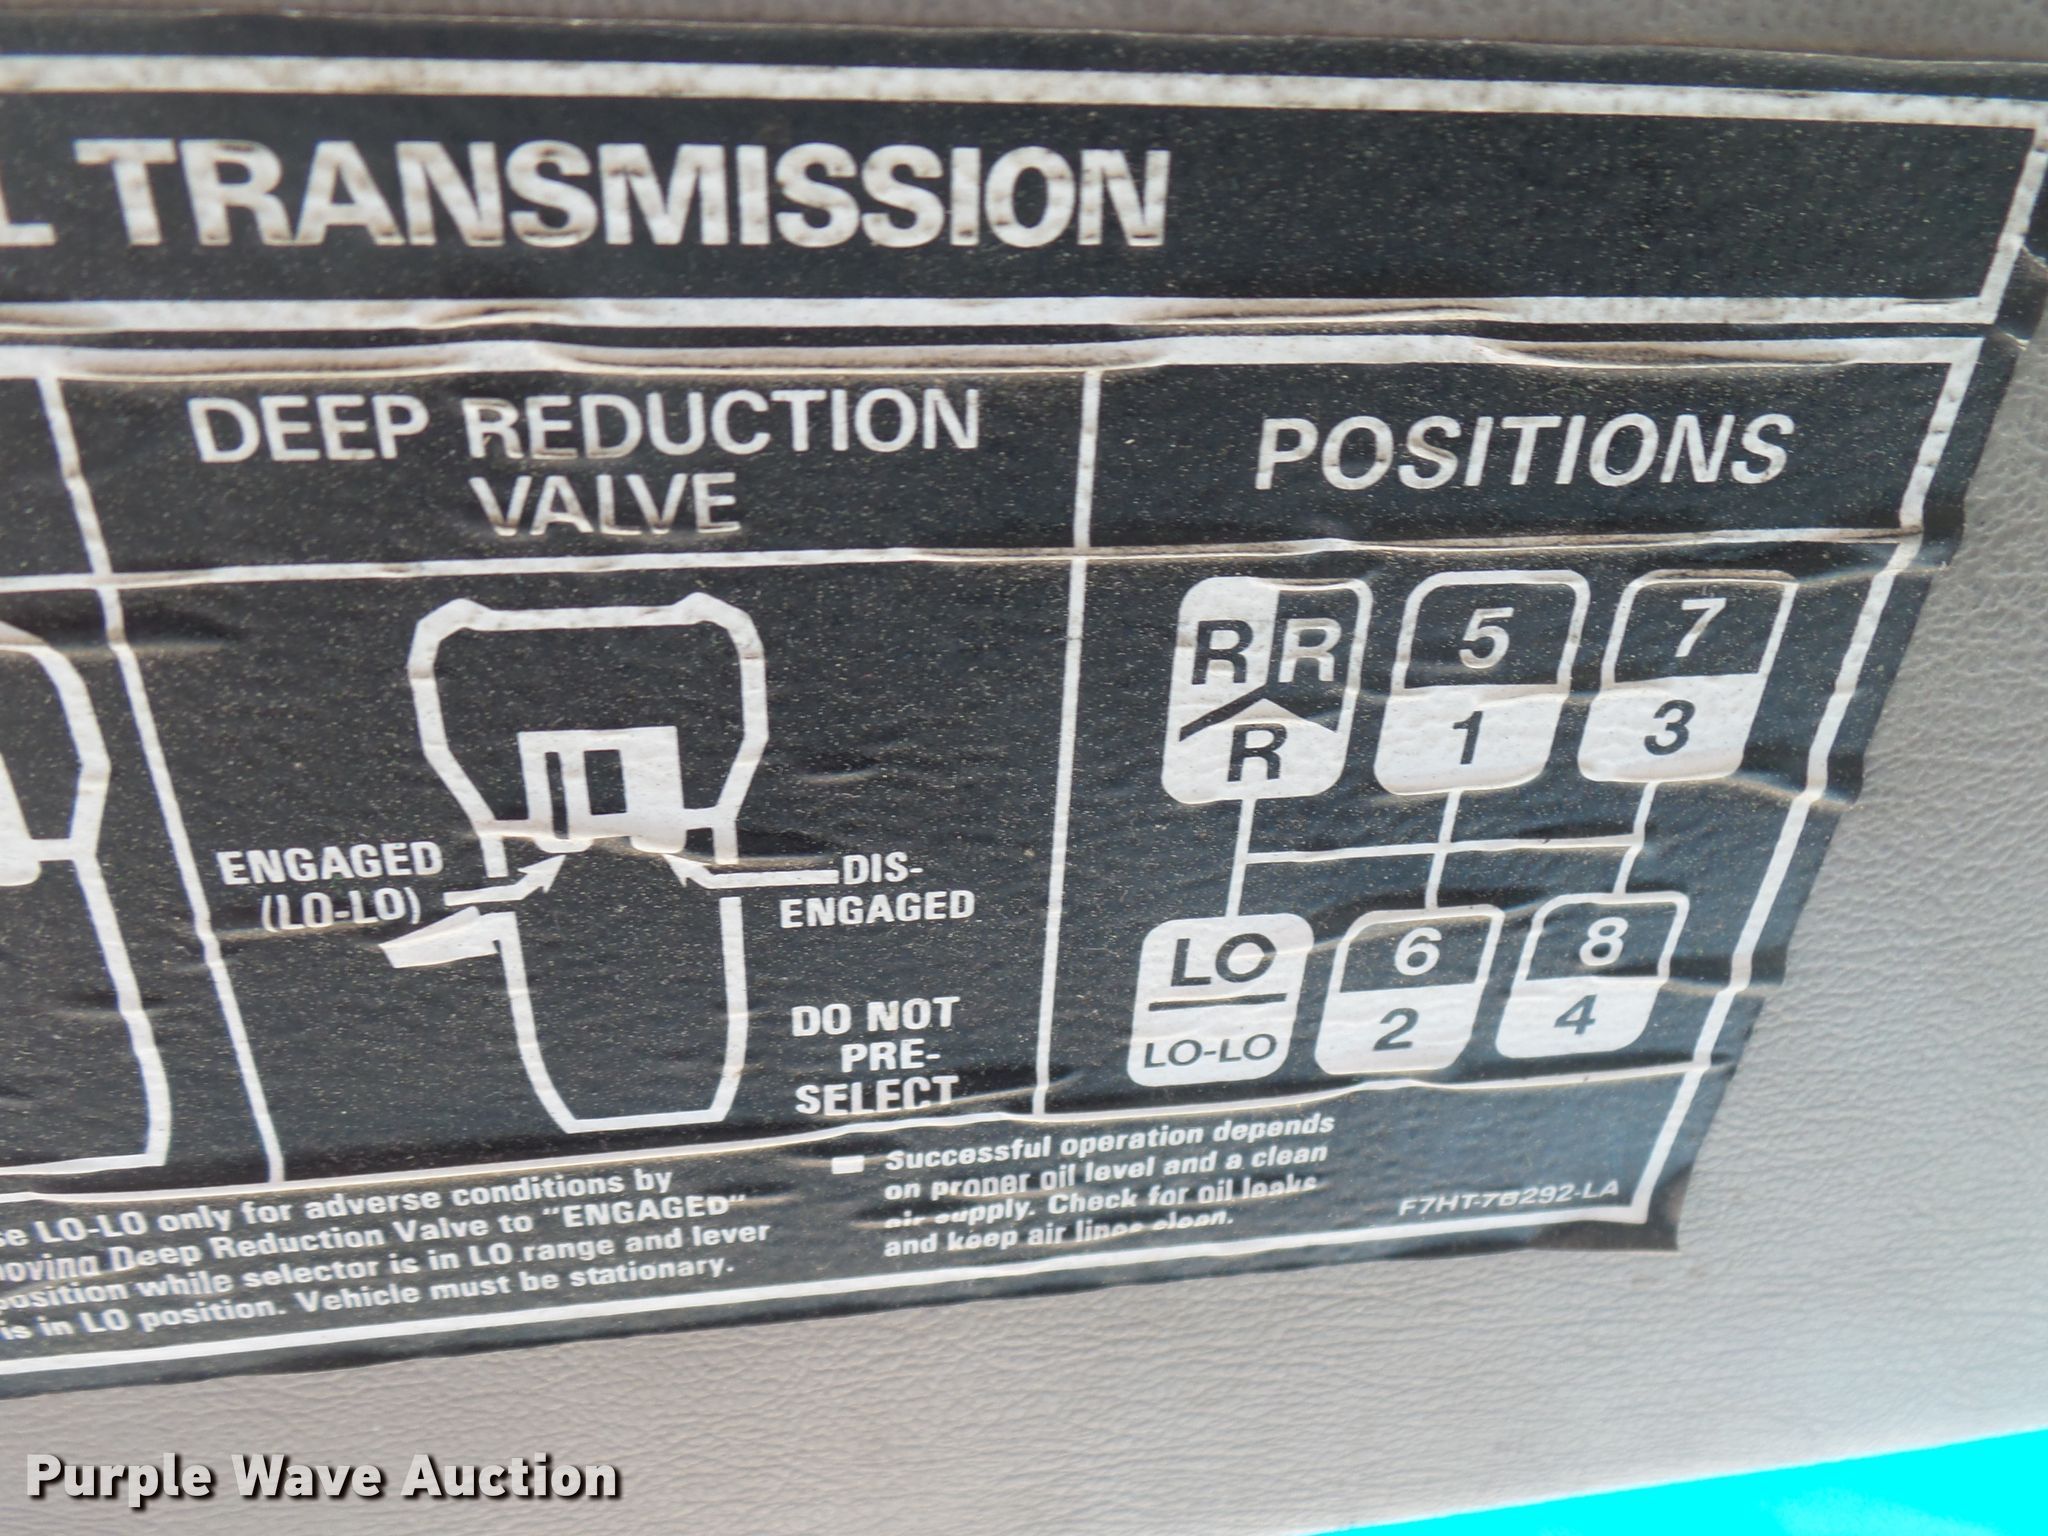 L TRANSMISSION
DEEP REDUCTION
VALVE
POSITIONS
R R 5 7
R 1 3
ENGAGED
(LO-LO)
DIS-
ENGAGED
LO 6 8
LO-LO 2 4
DO NOT
PRE-
SELECT
se LO-LO only for adverse conditions by
oving Deep Reduction Valve to "ENGAGED"
position while selector is in LO range and lever
is in LO position. Vehicle must be stationary.
Successful operation depends
on proper oil level and a clean
air supply. Check for oil leaks
and keep air lines clean.
F7HT-7B292-LA
Purple Wave Auction